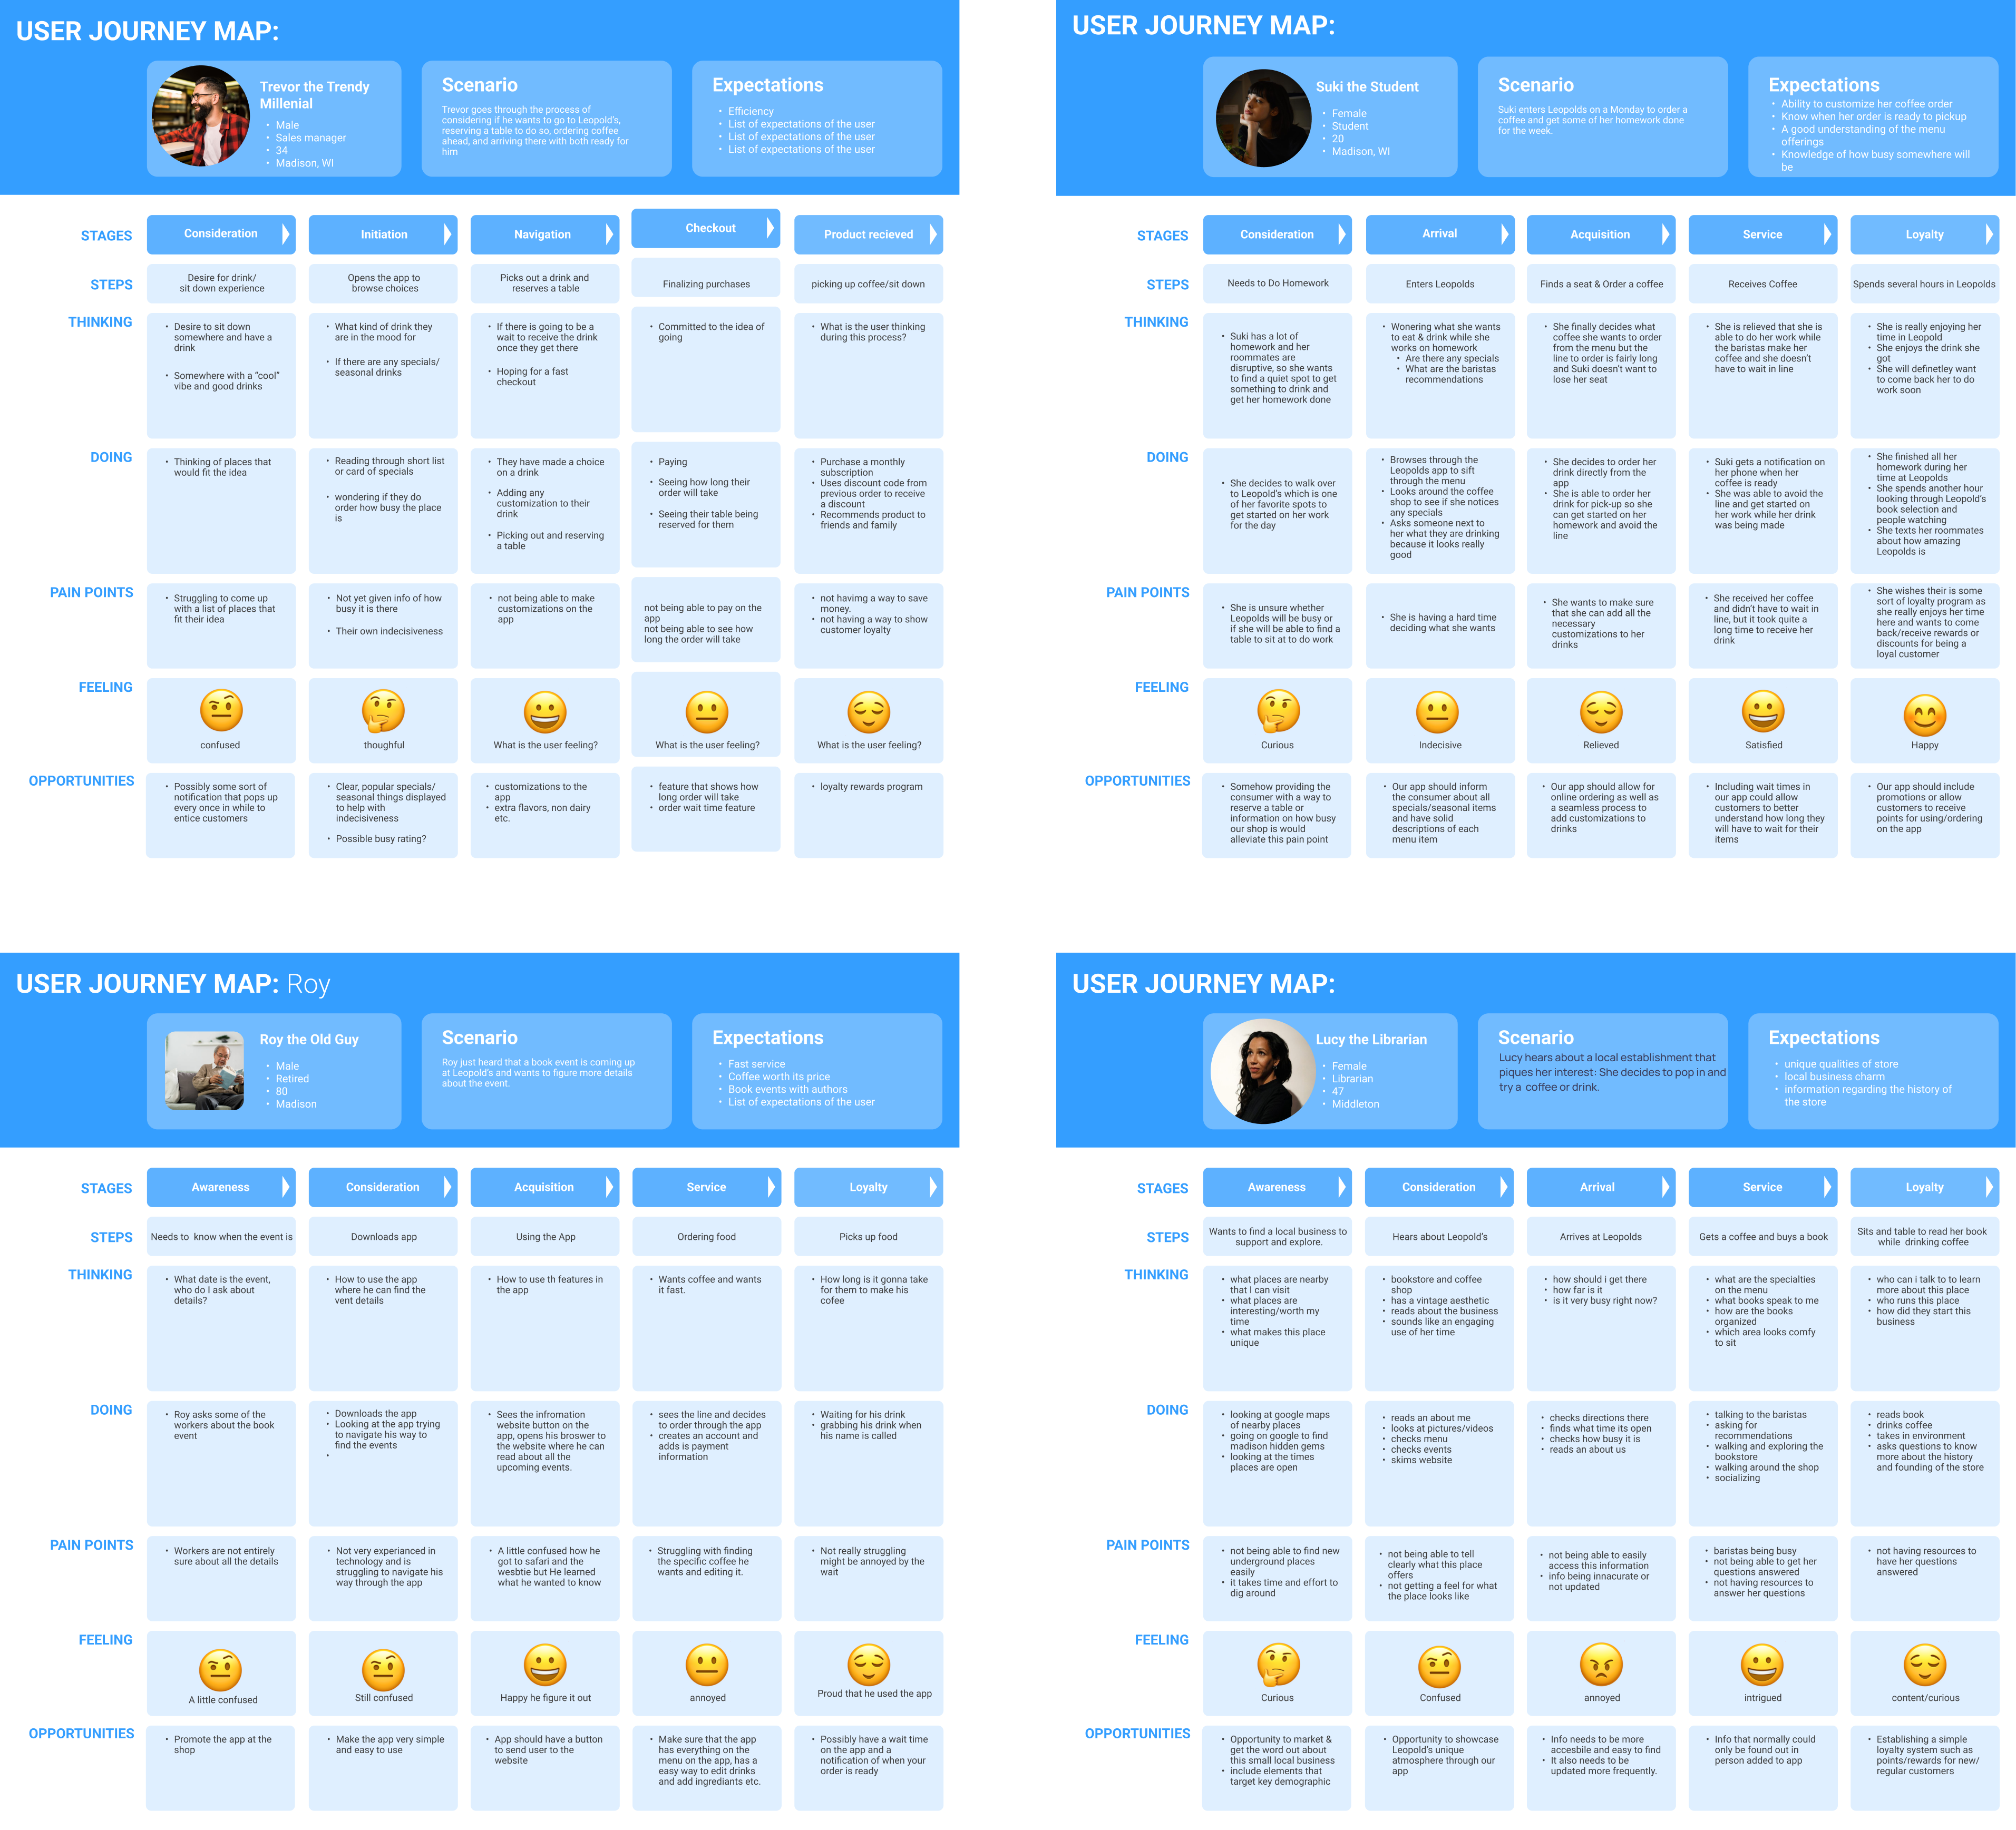 USER JOURNEY MAP:
Trevor the Trendy
Millenial
• Male
• Sales manager
• 34
• Madison, WI
Scenario
Trevor goes through the process of
considering if he wants to go to Leopold's,
reserving a table to do so, ordering coffee
ahead, and arriving there with both ready for
him
Expectations
• Efficiency
• List of expectations of the user
• List of expectations of the user
• List of expectations of the user
STAGES
Consideration
Initiation
Navigation
Checkout
Product recieved
STEPS
Desire for drink/
sit down experience
Opens the app to
browse choices
Picks out a drink and
reserves a table
Finalizing purchases
picking up coffee/sit down
THINKING
• Desire to sit down
somewhere and have a
drink
• Somewhere with a "cool"
vibe and good drinks
• What kind of drink they
are in the mood for
• If there are any specials/
seasonal drinks
• If there is going to be a
wait to receive the drink
once they get there
• Hoping for a fast
checkout
• Committed to the idea of
going
• What is the user thinking
during this process?
DOING
• Thinking of places that
would fit the idea
• Reading through short list
or card of specials
• wondering if they do
order how busy the place
is
• They have made a choice
on a drink
• Adding any
customization to their
drink
• Picking out and reserving
a table
• Paying
• Seeing how long their
order will take
• Seeing their table being
reserved for them
• Purchase a monthly
subscription
• Uses discount code from
previous order to receive
a discount
• Recommends product to
friends and family
PAIN POINTS
• Struggling to come up
with a list of places that
fit their idea
• Not yet given info of how
busy it is there
• Their own indecisiveness
• not being able to make
customizations on the
app
not being able to pay on the
app
not being able to see how
long the order will take
• not havimg a way to save
money.
• not having a way to show
customer loyalty
FEELING
confused
thoughtful
What is the user feeling?
What is the user feeling?
What is the user feeling?
OPPORTUNITIES
• Possibly some sort of
notification that pops up
every once in while to
entice customers
• Clear, popular specials/
seasonal things displayed
to help with
indecisiveness
• Possible busy rating?
• customizations to the
app
• extra flavors, non dairy
etc.
• feature that shows how
long order will take
• order wait time feature
• loyalty rewards program
USER JOURNEY MAP:
Suki the Student
• Female
• Student
• 20
• Madison, WI
Scenario
Suki enters Leopolds on a Monday to order a
coffee and get some of her homework done
for the week.
Expectations
• Ability to customize her coffee order
• Know when her order is ready to pickup
• A good understanding of the menu
offerings
• Knowledge of how busy somewhere will
be
STAGES
Consideration
Arrival
Acquisition
Service
Loyalty
STEPS
Needs to Do Homework
Enters Leopolds
Finds a seat & Order a coffee
Receives Coffee
Spends several hours in Leopolds
THINKING
• Suki has a lot of
homework and her
roommates are
disruptive, so she wants
to find a quiet spot to get
something to drink and
get her homework done
• Wonering what she wants
to eat & drink while she
works on homework
• Are there any specials
• What are the baristas
recommendations
• She finally decides what
coffee she wants to order
from the menu but the
line to order is fairly long
and Suki doesn't want to
lose her seat
• She is relieved that she is
able to do her work while
the baristas make her
coffee and she doesn't
have to wait in line
• She is really enjoying her
time in Leopold
• She enjoys the drink she
got
• She will definetley want
to come back her to do
work soon
DOING
• She decides to walk over
to Leopold's which is one
of her favorite spots to
get started on her work
for the day
• Browses through the
Leopolds app to sift
through the menu
• Looks around the coffee
shop to see if she notices
any specials
• Asks someone next to
her what they are drinking
because it looks really
good
• She decides to order her
drink directly from the
app
• She is able to order her
drink for pick-up so she
can get started on her
homework and avoid the
line
• Suki gets a notification on
her phone when her
coffee is ready
• She was able to avoid the
line and get started on
her work while her drink
was being made
• She finished all her
homework during her
time at Leopolds
• She spends another hour
looking through Leopold's
book selection and
people watching
• She texts her roommates
about how amazing
Leopolds is
PAIN POINTS
• She is unsure whether
Leopolds will be busy or
if she will be able to find a
table to sit at to do work
• She is having a hard time
deciding what she wants
• She wants to make sure
that she can add all the
necessary
customizations to her
drinks
• She received her coffee
and didn't have to wait in
line, but it took quite a
long time to receive her
drink
• She wishes their is some
sort of loyalty program as
she really enjoys her time
here and wants to come
back/receive rewards or
discounts for being a
loyal customer
FEELING
Curious
Indecisive
Relieved
Satisfied
Happy
OPPORTUNITIES
• Somehow providing the
consumer with a way to
reserve a table or
information on how busy
our shop is would
alleviate this pain point
• Our app should inform
the consumer about all
specials/seasonal items
and have solid
descriptions of each
menu item
• Our app should allow for
online ordering as well as
a seamless process to
add customizations to
drinks
• Including wait times in
our app could allow
customers to better
understand how long they
will have to wait for their
items
• Our app should include
promotions or allow
customers to receive
points for using/ordering
on the app
USER JOURNEY MAP: Roy
Roy the Old Guy
• Male
• Retired
• 80
• Madison
Scenario
Roy just heard that a book event is coming up
at Leopold's and wants to figure more details
about the event.
Expectations
• Fast service
• Coffee worth its price
• Book events with authors
• List of expectations of the user
STAGES
Awareness
Consideration
Acquisition
Service
Loyalty
STEPS
Needs to know when the event is
Downloads app
Using the App
Ordering food
Picks up food
THINKING
• What date is the event,
who do I ask about
details?
• How to use the app
where he can find the
vent details
• How to use th features in
the app
• Wants coffee and wants
it fast.
• How long is it gonna take
for them to make his
cofee
DOING
• Roy asks some of the
workers about the book
event
• Downloads the app
• Looking at the app trying
to navigate his way to
find the events
•
• Sees the infromation
website button on the
app, opens his broswer to
the website where he can
read about all the
upcoming events.
• sees the line and decides
to order through the app
• creates an account and
adds is payment
information
• Waiting for his drink
• grabbing his drink when
his name is called
PAIN POINTS
• Workers are not entirely
sure about all the details
• Not very experianced in
technology and is
struggling to navigate his
way through the app
• A little confused how he
got to safari and the
wesbtie but He learned
what he wanted to know
• Struggling with finding
the specific coffee he
wants and editing it.
• Not really struggling
might be annoyed by the
wait
FEELING
A little confused
Still confused
Happy he figure it out
annoyed
Proud that he used the app
OPPORTUNITIES
• Promote the app at the
shop
• Make the app very simple
and easy to use
• App should have a button
to send user to the
website
• Make sure that the app
has everything on the
menu on the app, has a
easy way to edit drinks
and add ingrediants etc.
• Possibly have a wait time
on the app and a
notification of when your
order is ready
USER JOURNEY MAP:
Lucy the Librarian
• Female
• Librarian
• 47
• Middleton
Scenario
Lucy hears about a local establishment that
piques her interest: She decides to pop in and
try a coffee or drink.
Expectations
• unique qualities of store
• local business charm
• information regarding the history of
the store
STAGES
Awareness
Consideration
Arrival
Service
Loyalty
STEPS
Wants to find a local business to
support and explore.
Hears about Leopold's
Arrives at Leopolds
Gets a coffee and buys a book
Sits and table to read her book
while drinking coffee
THINKING
• what places are nearby
that I can visit
• what places are
interesting/worth my
time
• what makes this place
unique
• bookstore and coffee
shop
• has a vintage aesthetic
• reads about the business
• sounds like an engaging
use of her time
• how should i get there
• how far is it
• is it very busy right now?
• what are the specialties
on the menu
• what books speak to me
• how are the books
organized
• which area looks comfy
to sit
• who can i talk to to learn
more about this place
• who runs this place
• how did they start this
business
DOING
• looking at google maps
of nearby places
• going on google to find
madison hidden gems
• looking at the times
places are open
• reads an about me
• looks at pictures/videos
• checks menu
• checks events
• skims website
• checks directions there
• finds what time its open
• checks how busy it is
• reads an about us
• talking to the baristas
• asking for
recommendations
• walking and exploring the
bookstore
• walking around the shop
• socializing
• reads book
• drinks coffee
• takes in environment
• asks questions to know
more about the history
and founding of the store
PAIN POINTS
• not being able to find new
underground places
easily
• it takes time and effort to
dig around
• not being able to tell
clearly what this place
offers
• not getting a feel for what
the place looks like
• not being able to easily
access this information
• info being innacurate or
not updated
• baristas being busy
• not being able to get her
questions answered
• not having resources to
answer her questions
• not having resources to
have her questions
answered
FEELING
Curious
Confused
annoyed
intrigued
content/curious
OPPORTUNITIES
• Opportunity to market &
get the word out about
this small local business
• include elements that
target key demographic
• Opportunity to showcase
Leopold's unique
atmosphere through our
app
• Info needs to be more
accesbile and easy to find
• It also needs to be
updated more frequently.
• Info that normally could
only be found out in
person added to app
• Establishing a simple
loyalty system such as
points/rewards for new/
regular customers